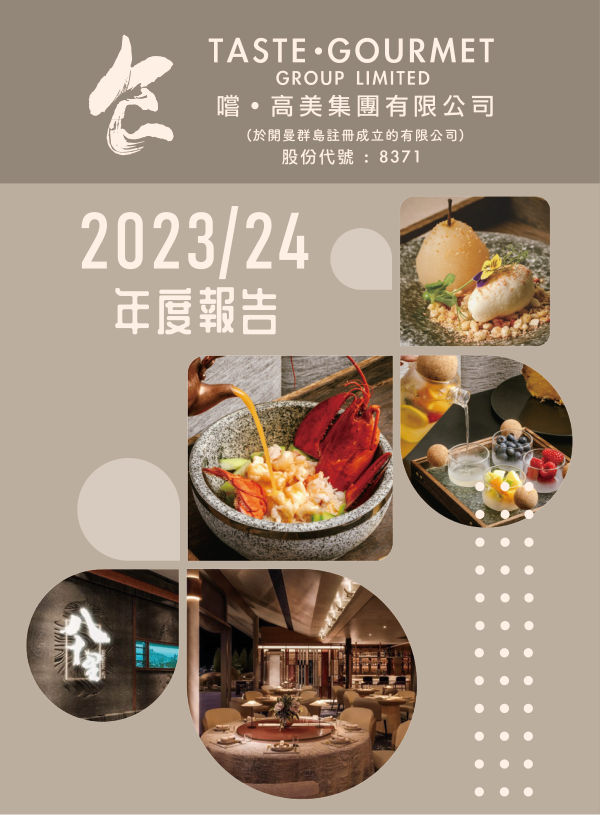 TASTE•GOURMET
GROUP LIMITED
嚐•高美集團有限公司
（於開曼群島註冊成立的有限公司）
股份代號 : 8371
2023/24
年度報告